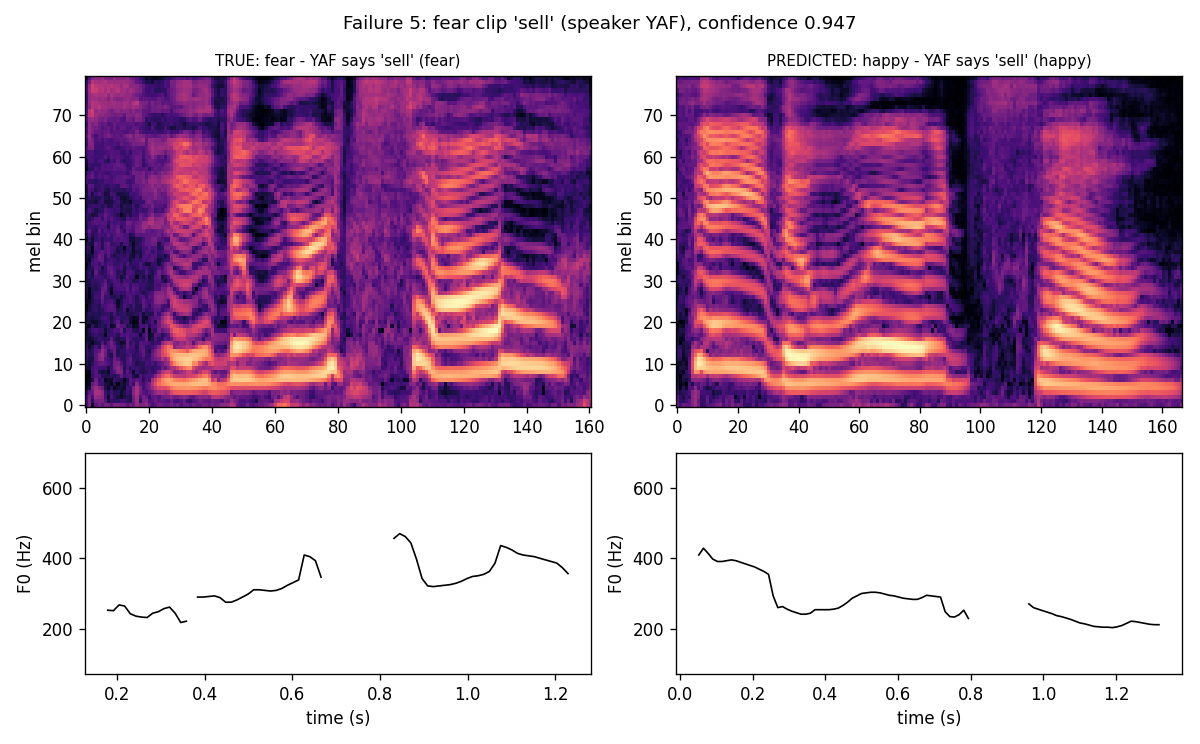 Failure 5: fear clip 'sell' (speaker YAF), confidence 0.947
TRUE: fear - YAF says 'sell' (fear)
PREDICTED: happy - YAF says 'sell' (happy)
mel bin
70
60
50
40
30
20
10
0
0 20 40 60 80 100 120 140 160
mel bin
70
60
50
40
30
20
10
0
0 20 40 60 80 100 120 140 160
F0 (Hz)
600
400
200
0.2 0.4 0.6 0.8 1.0 1.2
time (s)
F0 (Hz)
600
400
200
0.0 0.2 0.4 0.6 0.8 1.0 1.2
time (s)